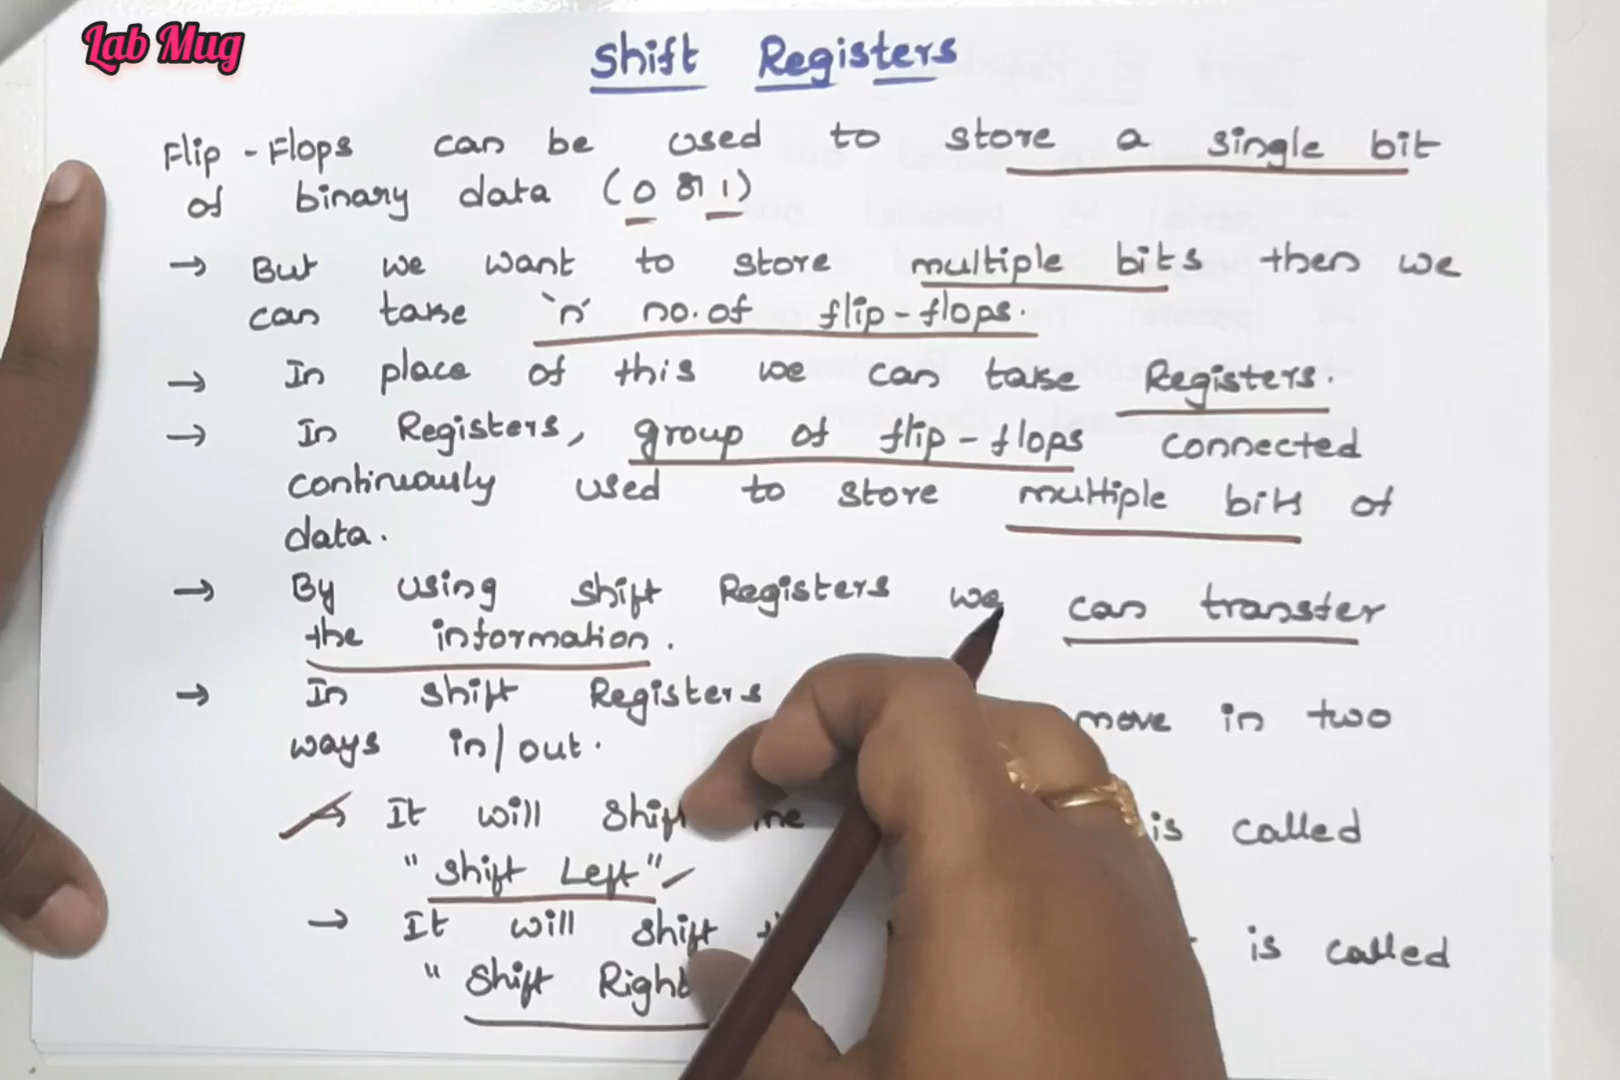 Lab Mug
Shift Registers
Flip-Flops can be used to store a single bit
of binary data (0 or 1)
→ But we want to store multiple bits then we
can take 'n' no.of flip-flops.
→ In place of this we can take Registers.
→ In Registers, group of flip-flops connected
continuously used to store multiple bits of
data.
→ By using shift Registers we can transfer
the information.
→ In shift Registers move in two
ways in/out.
→ It will shift is called
"Shift Left"
→ It will shift is called
"Shift Right